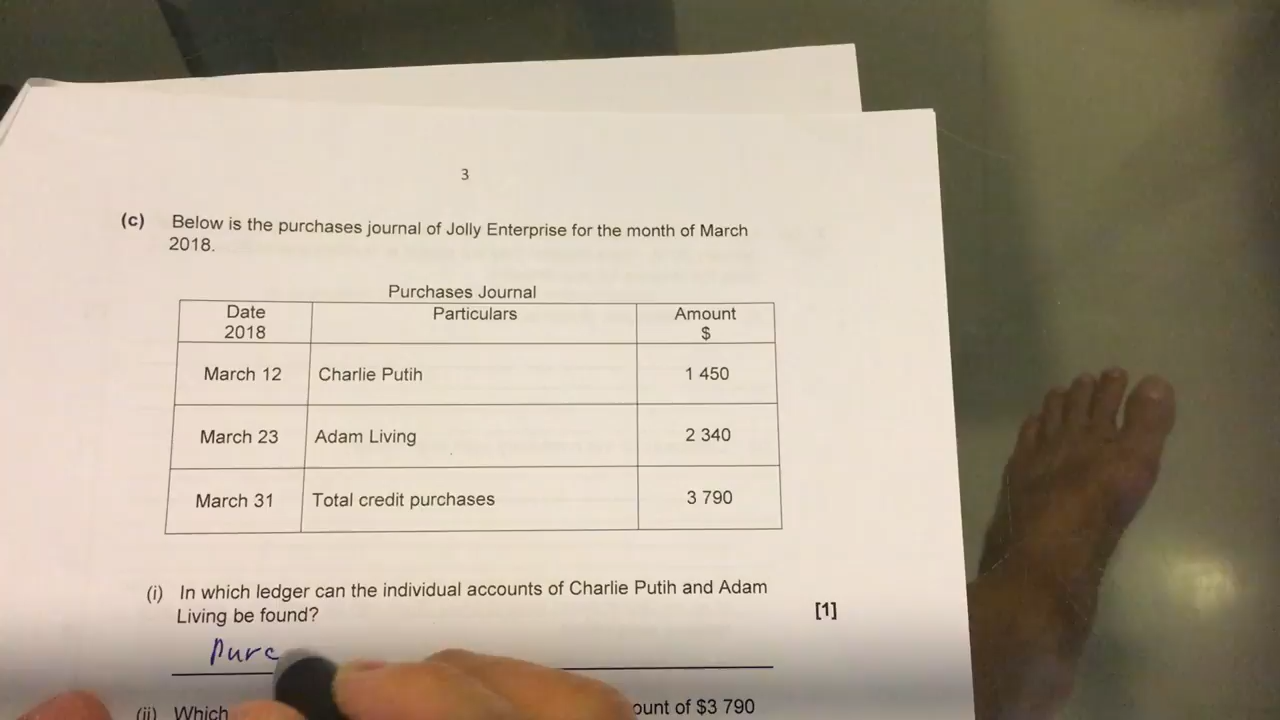 3
(c) Below is the purchases journal of Jolly Enterprise for the month of March
2018.
Purchases Journal
Date Particulars Amount
2018 $
March 12 Charlie Putih 1 450
March 23 Adam Living 2 340
March 31 Total credit purchases 3 790
(i) In which ledger can the individual accounts of Charlie Putih and Adam
Living be found? [1]
Purc
(ii) Which ount of $3 790